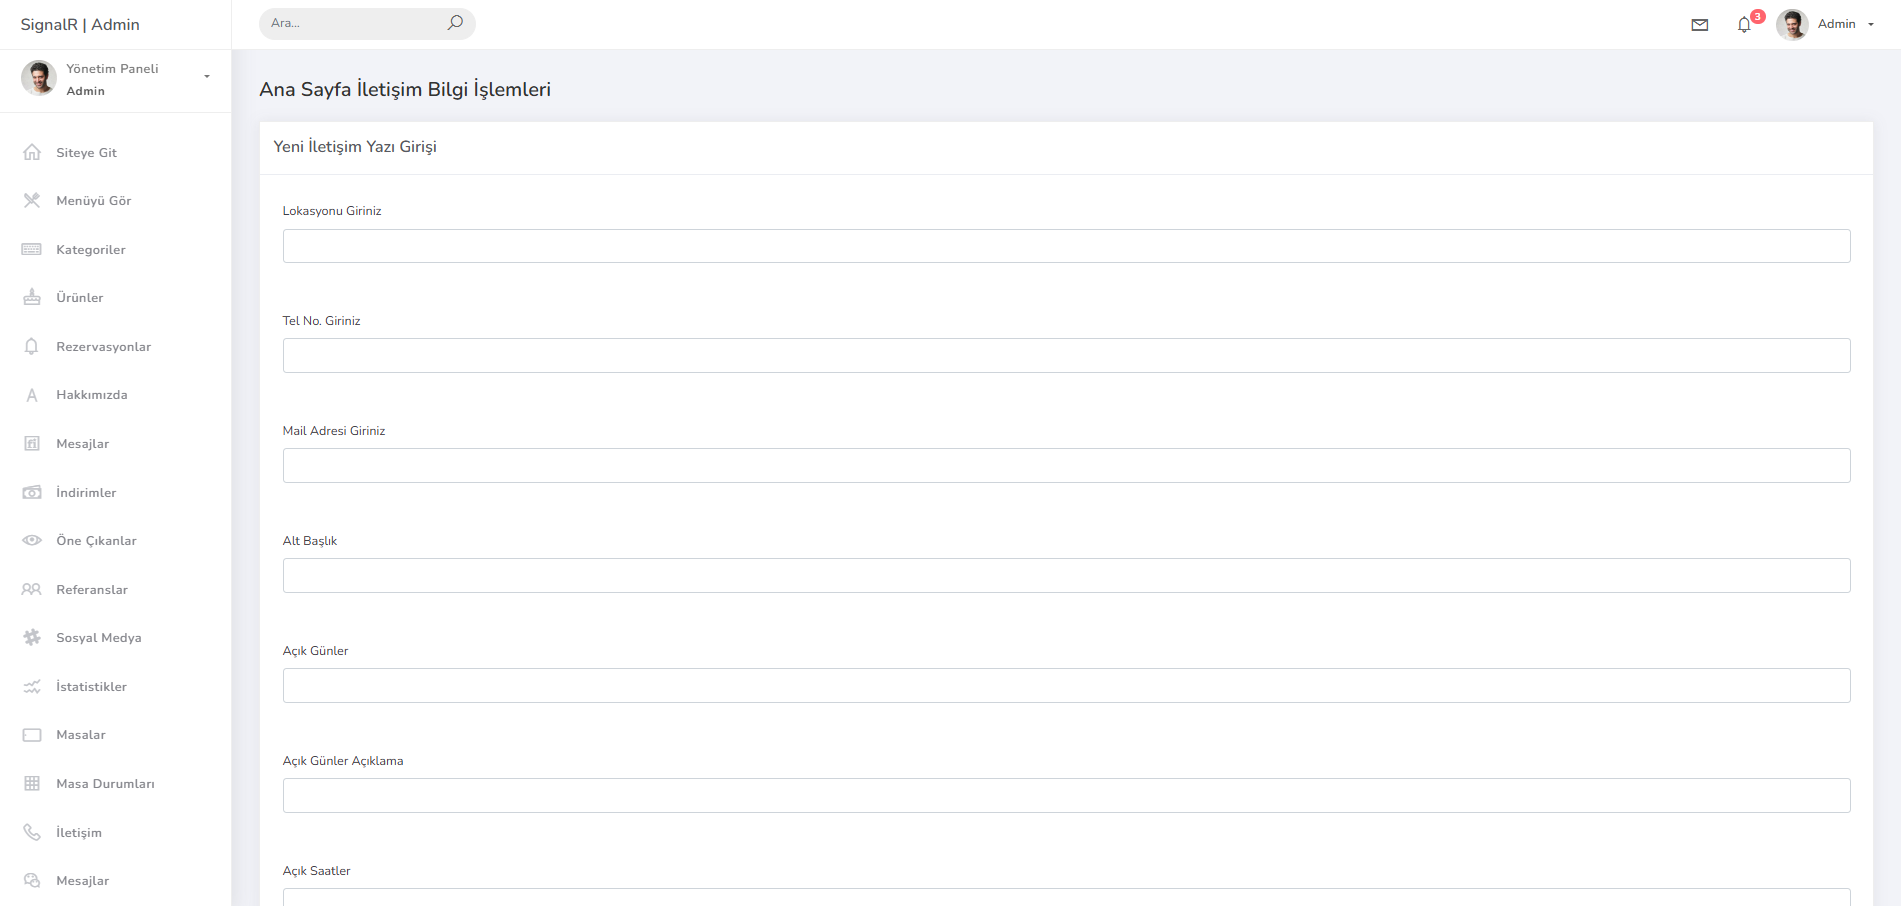 SignalR | Admin
Ara...
3
Admin
Yönetim Paneli
Admin
Siteye Git
Menüyü Gör
Kategoriler
Ürünler
Rezervasyonlar
Hakkımızda
Mesajlar
İndirimler
Öne Çıkanlar
Referanslar
Sosyal Medya
İstatistikler
Masalar
Masa Durumları
İletişim
Mesajlar
Ana Sayfa İletişim Bilgi İşlemleri
Yeni İletişim Yazı Girişi
Lokasyonu Giriniz
Tel No. Giriniz
Mail Adresi Giriniz
Alt Başlık
Açık Günler
Açık Günler Açıklama
Açık Saatler